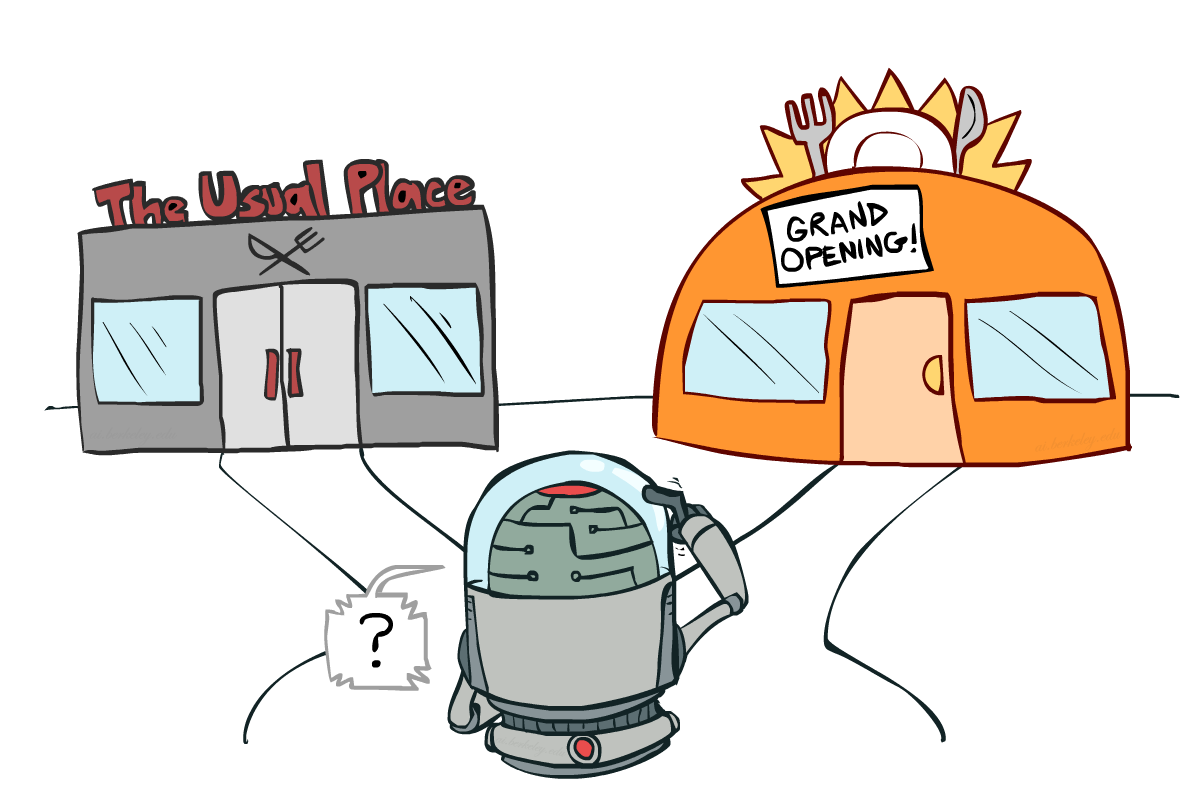 The Usual Place
GRAND
OPENING!
?